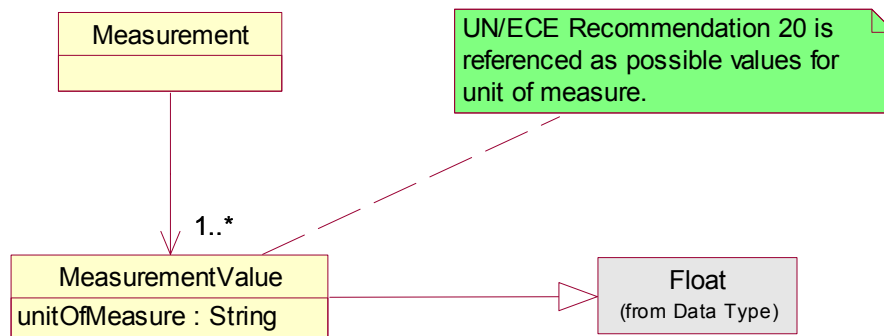 Measurement
UN/ECE Recommendation 20 is
referenced as possible values for
unit of measure.
1..*
MeasurementValue
unitOfMeasure : String
Float
(from Data Type)